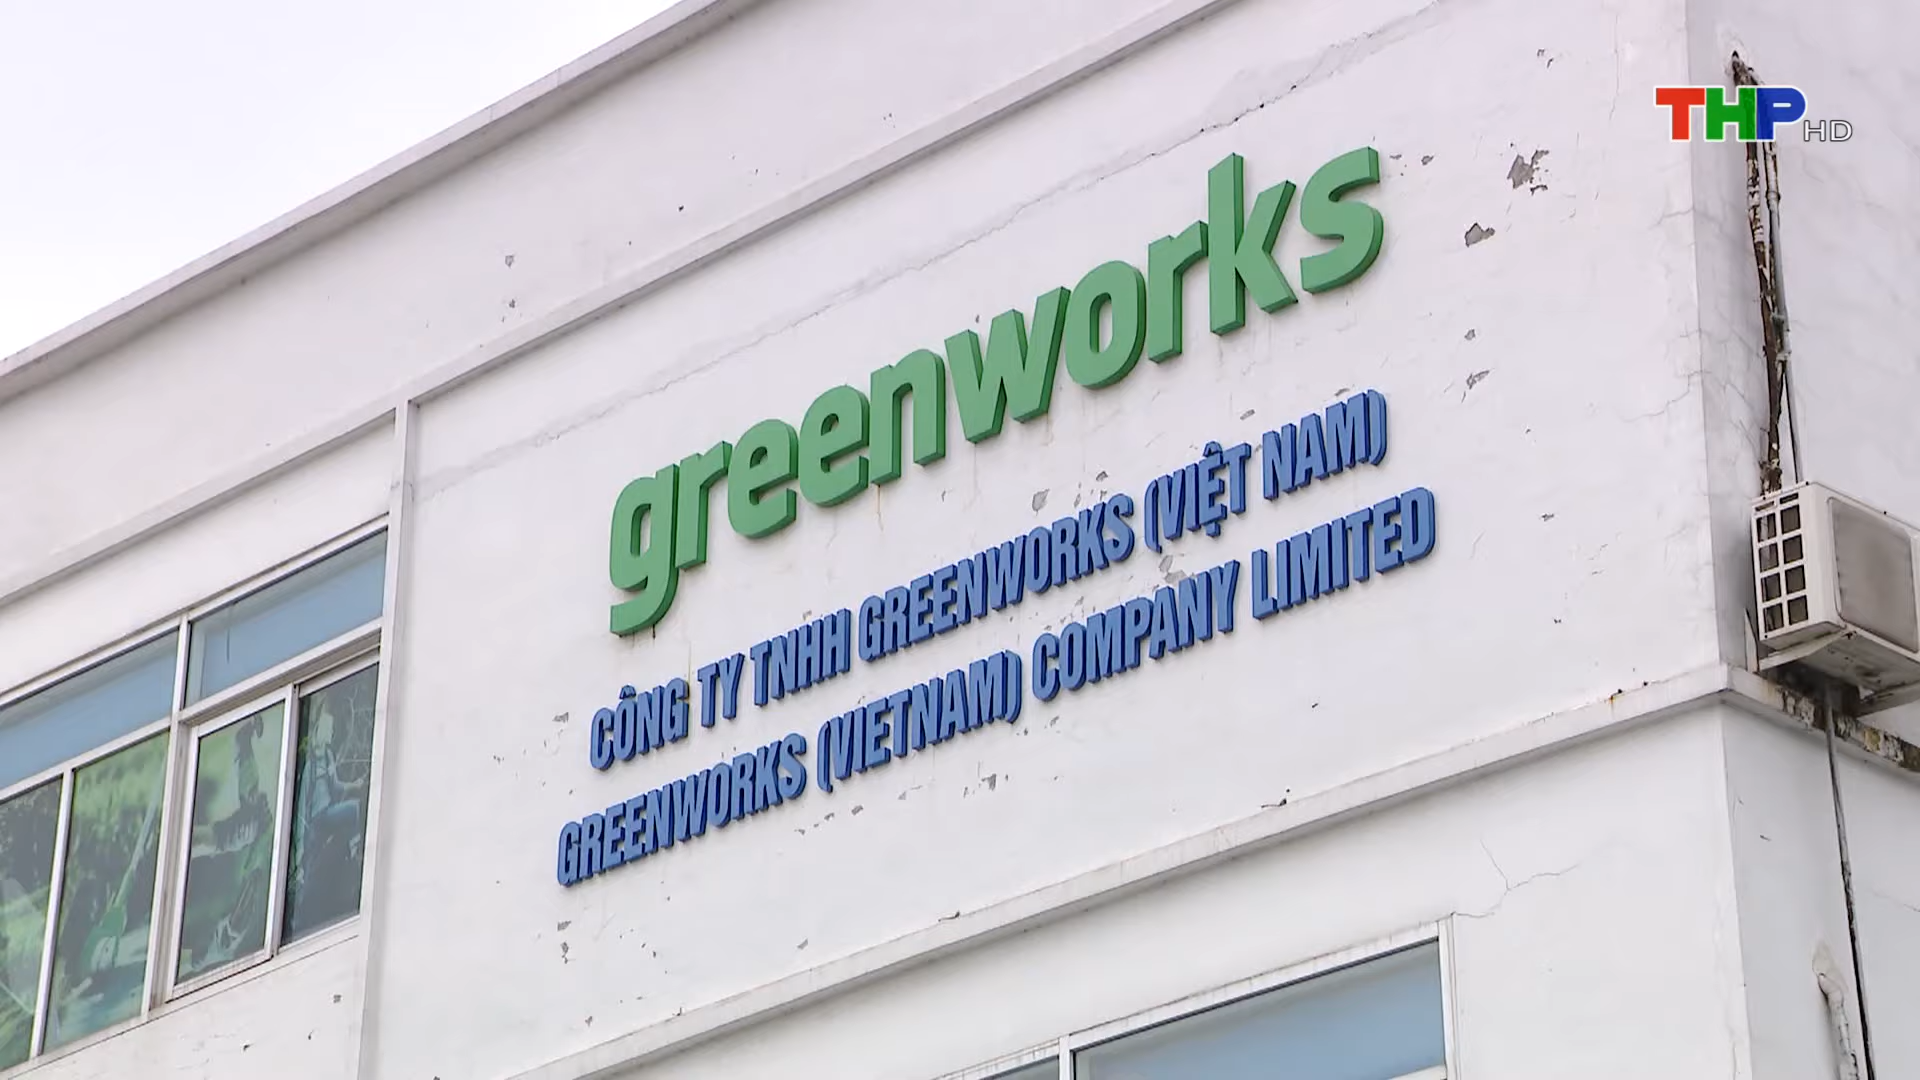 THP HD
greenworks
CÔNG TY TNHH GREENWORKS (VIỆT NAM)
GREENWORKS (VIETNAM) COMPANY LIMITED